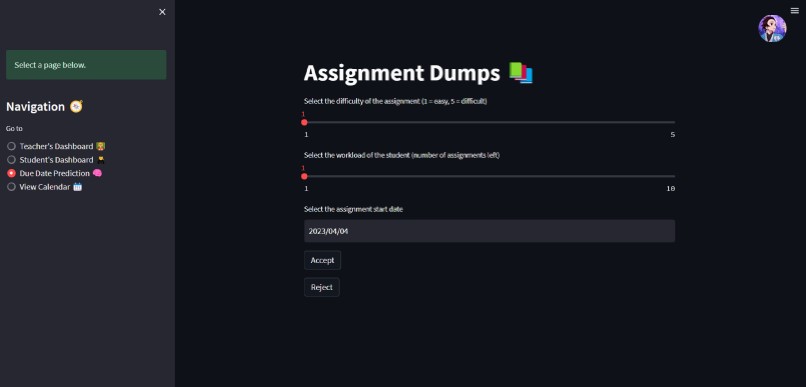 Select a page below.
Navigation
Go to
Teacher's Dashboard
Student's Dashboard
Due Date Prediction
View Calendar
Assignment Dumps
Select the difficulty of the assignment (1 = easy, 5 = difficult)
1
1 5
Select the workload of the student (number of assignments left)
1
1 10
Select the assignment start date
2023/04/04
Accept
Reject